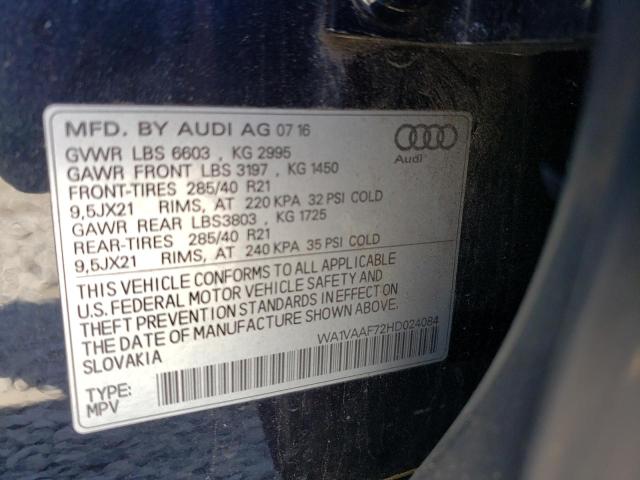 MFD. BY AUDI AG 07 16
GVWR LBS 6603 , KG 2995
GAWR FRONT LBS 3197 , KG 1450
FRONT-TIRES 285/40 R21
9,5JX21 RIMS, AT 220 KPA 32 PSI COLD
GAWR REAR LBS3803 , KG 1725
REAR-TIRES 285/40 R21
9,5JX21 RIMS, AT 240 KPA 35 PSI COLD
Audi
THIS VEHICLE CONFORMS TO ALL APPLICABLE
U.S. FEDERAL MOTOR VEHICLE SAFETY AND
THEFT PREVENTION STANDARDS IN EFFECT ON
THE DATE OF MANUFACTURE SHOWN ABOVE.
SLOVAKIA
WA1VAAF72HD024084
TYPE:
MPV